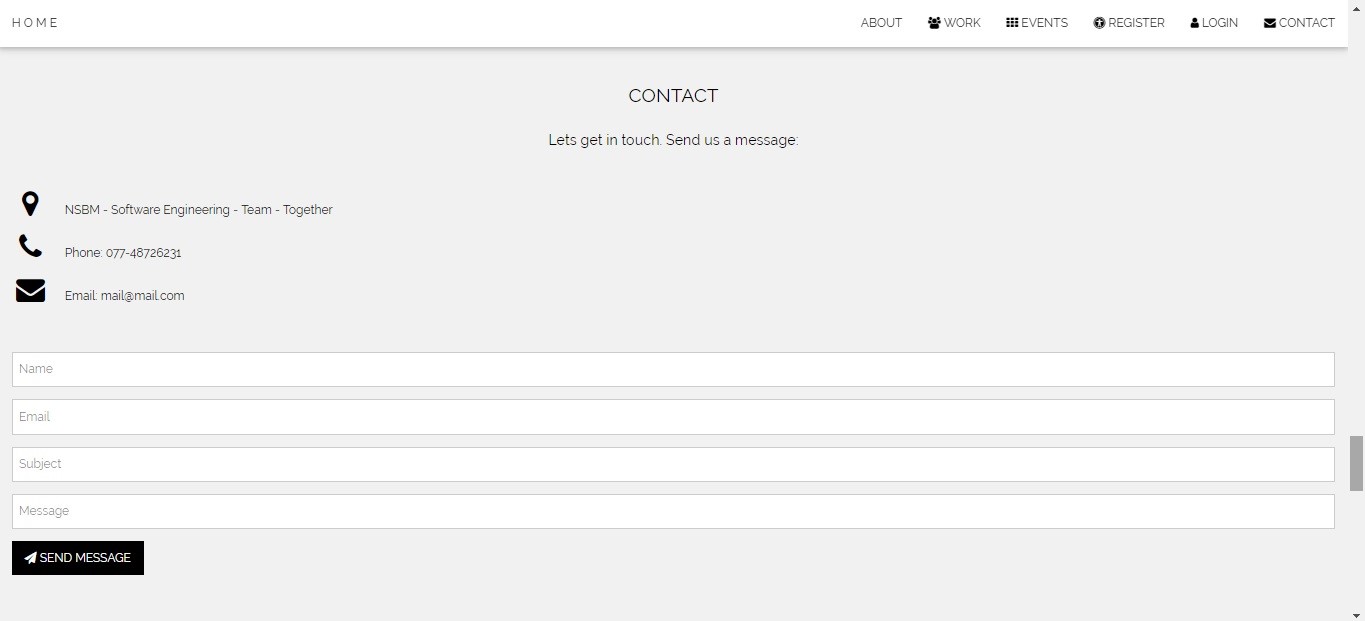 HOME ABOUT WORK EVENTS REGISTER LOGIN CONTACT
CONTACT
Lets get in touch. Send us a message:
NSBM - Software Engineering - Team - Together
Phone: 077-48726231
Email: mail@mail.com
Name
Email
Subject
Message
SEND MESSAGE